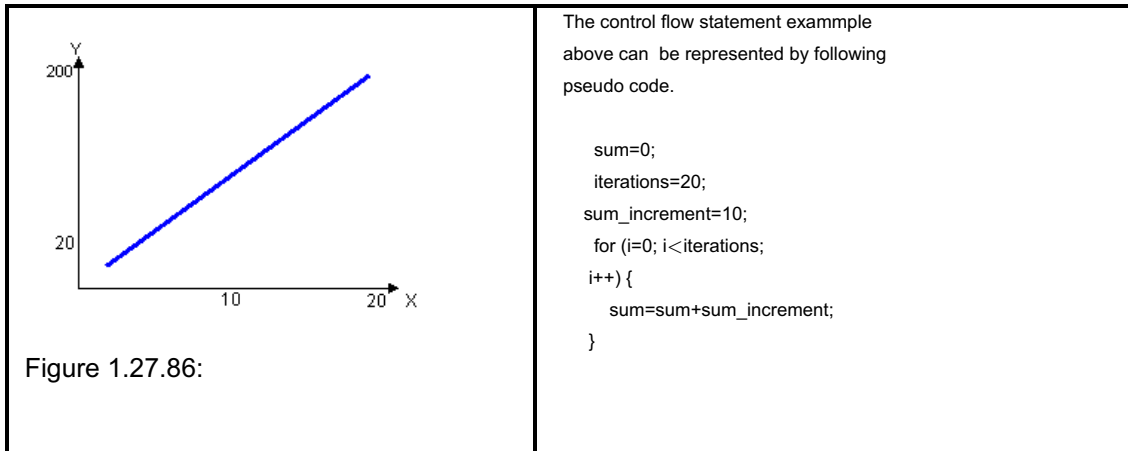 Y
200
20
10
20
X
Figure 1.27.86:
The control flow statement exammple
above can be represented by following
pseudo code.
sum=0;
iterations=20;
sum_increment=10;
for (i=0; i<iterations;
i++) {
sum=sum+sum_increment;
}